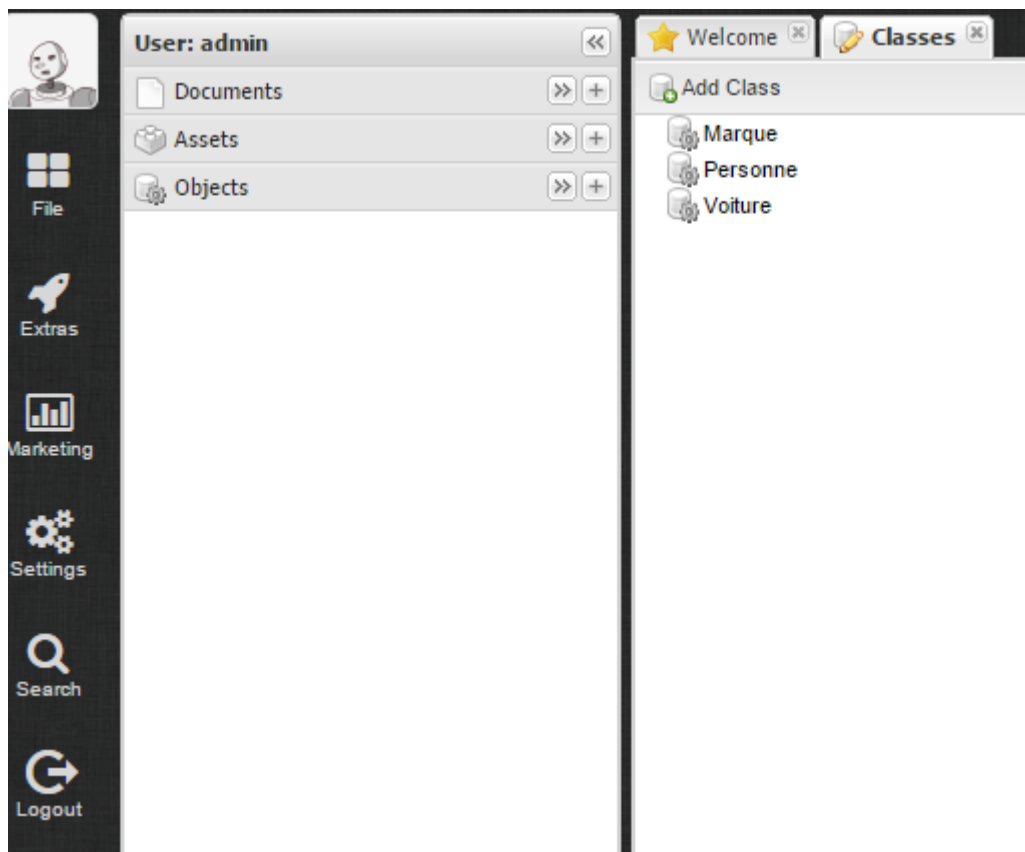 File
Extras
Marketing
Settings
Search
Logout
User: admin
Documents
Assets
Objects
Welcome
Classes
Add Class
Marque
Personne
Voiture